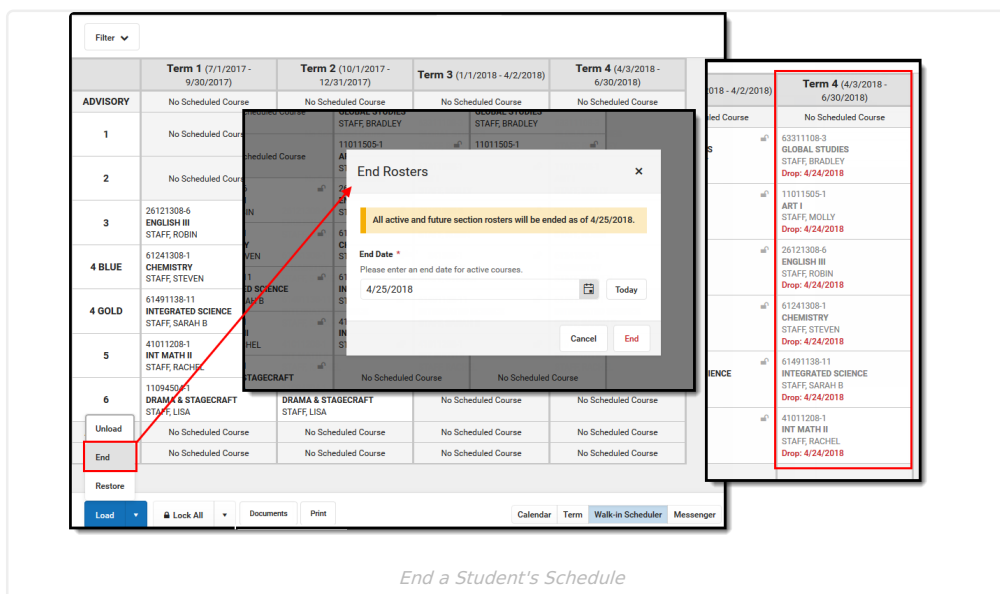 Filter
Term 1 (7/1/2017 - 9/30/2017)
Term 2 (10/1/2017 - 12/31/2017)
Term 3 (1/1/2018 - 4/2/2018)
Term 4 (4/3/2018 - 6/30/2018)
ADVISORY
No Scheduled Course
No Scheduled Course
No Scheduled Course
No Scheduled Course
1
No Scheduled Cours
2
No Scheduled Cour
3
26121308-6
ENGLISH III
STAFF, ROBIN
4 BLUE
61241308-1
CHEMISTRY
STAFF, STEVEN
4 GOLD
61491138-11
INTEGRATED SCIENCE
STAFF, SARAH B
5
41011208-1
INT MATH II
STAFF, RACHEL
6
11094504-1
DRAMA & STAGECRAFT
STAFF, LISA
DRAMA & STAGECRAFT
STAFF, LISA
No Scheduled Course
No Scheduled Course
No Scheduled Course
No Scheduled Course
No Scheduled Course
No Scheduled Course
No Scheduled Course
No Scheduled Course
No Scheduled Course
No Scheduled Course
Unload
End
Restore
Load
Lock All
Documents
Print
Calendar
Term
Walk-in Scheduler
Messenger
STAFF, BRADLEY
STAFF, BRADLEY
cheduled Course
11011505-1
11011505-1
End Rosters
All active and future section rosters will be ended as of 4/25/2018.
End Date *
Please enter an end date for active courses.
4/25/2018
Today
Cancel
End
STAGECRAFT
No Scheduled Course
No Scheduled Course
018 - 4/2/2018)
Term 4 (4/3/2018 -
6/30/2018)
uled Course
No Scheduled Course
63311108-3
GLOBAL STUDIES
STAFF, BRADLEY
Drop: 4/24/2018
11011505-1
ART I
STAFF, MOLLY
Drop: 4/24/2018
26121308-6
ENGLISH III
STAFF, ROBIN
Drop: 4/24/2018
61241308-1
CHEMISTRY
STAFF, STEVEN
Drop: 4/24/2018
IENCE
61491138-11
INTEGRATED SCIENCE
STAFF, SARAH B
Drop: 4/24/2018
41011208-1
INT MATH II
STAFF, RACHEL
Drop: 4/24/2018
End a Student's Schedule